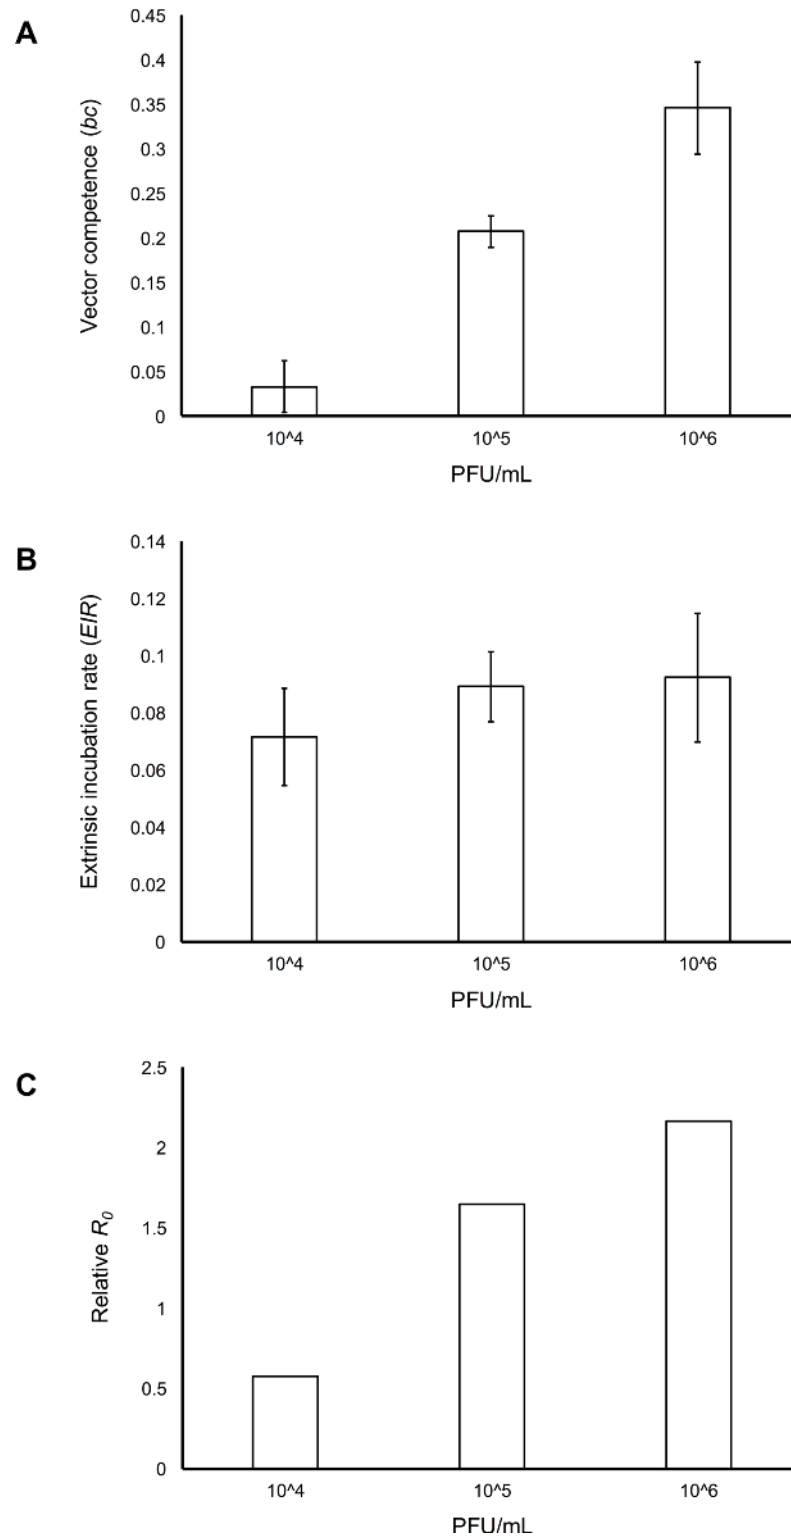 A
Vector competence (bc)
0.45
0.4
0.35
0.3
0.25
0.2
0.15
0.1
0.05
0
10^4 10^5 10^6
PFU/mL
B
Extrinsic incubation rate (EIR)
0.14
0.12
0.1
0.08
0.06
0.04
0.02
0
10^4 10^5 10^6
PFU/mL
C
Relative R0
2.5
2
1.5
1
0.5
0
10^4 10^5 10^6
PFU/mL